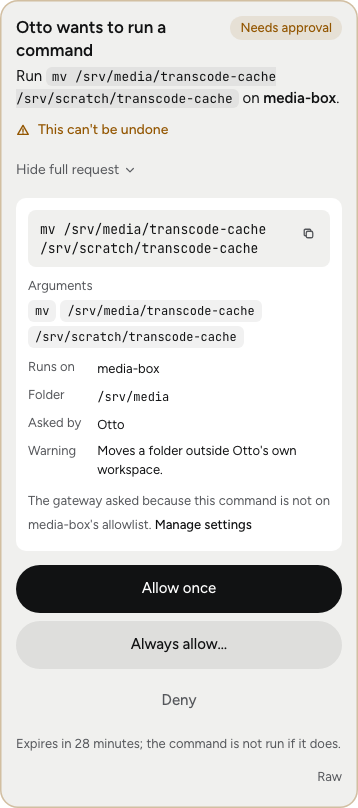 Otto wants to run a command
Needs approval
Run mv /srv/media/transcode-cache
/srv/scratch/transcode-cache on media-box.
This can't be undone
Hide full request
mv /srv/media/transcode-cache
/srv/scratch/transcode-cache
Arguments
mv /srv/media/transcode-cache
/srv/scratch/transcode-cache
Runs on media-box
Folder /srv/media
Asked by Otto
Warning Moves a folder outside Otto's own
workspace.
The gateway asked because this command is not on
media-box's allowlist. Manage settings
Allow once
Always allow...
Deny
Expires in 28 minutes; the command is not run if it does.
Raw